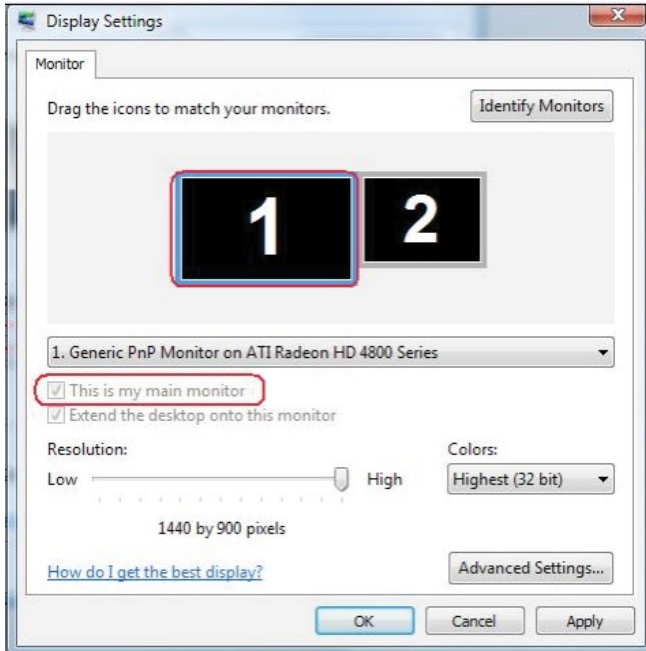 Display Settings
Monitor
Drag the icons to match your monitors.
Identify Monitors
1
2
1. Generic PnP Monitor on ATI Radeon HD 4800 Series
This is my main monitor
Extend the desktop onto this monitor
Resolution:
Colors:
Low
High
Highest (32 bit)
1440 by 900 pixels
How do I get the best display?
Advanced Settings...
OK
Cancel
Apply